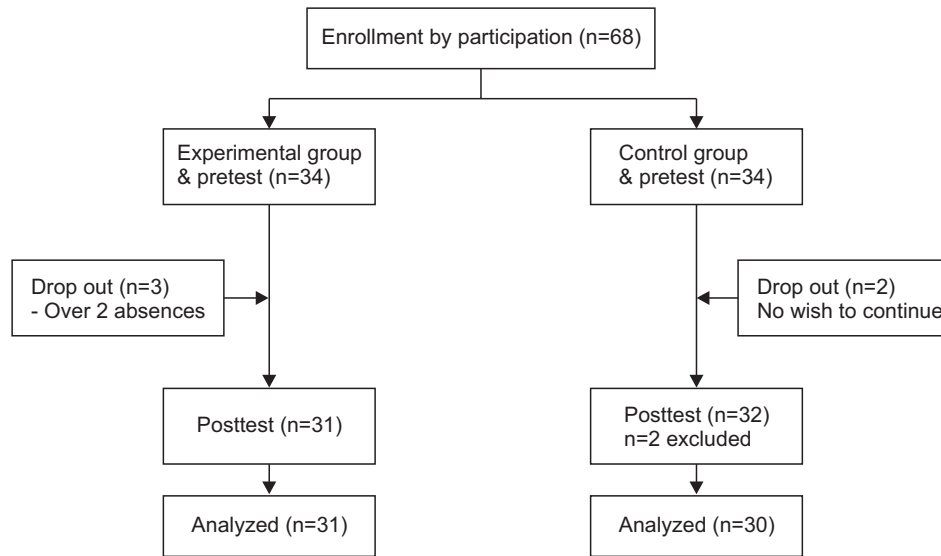 Enrollment by participation (n=68)
Experimental group
& pretest (n=34)
Control group
& pretest (n=34)
Drop out (n=3)
- Over 2 absences
Drop out (n=2)
No wish to continue
Posttest (n=31)
Posttest (n=32)
n=2 excluded
Analyzed (n=31)
Analyzed (n=30)